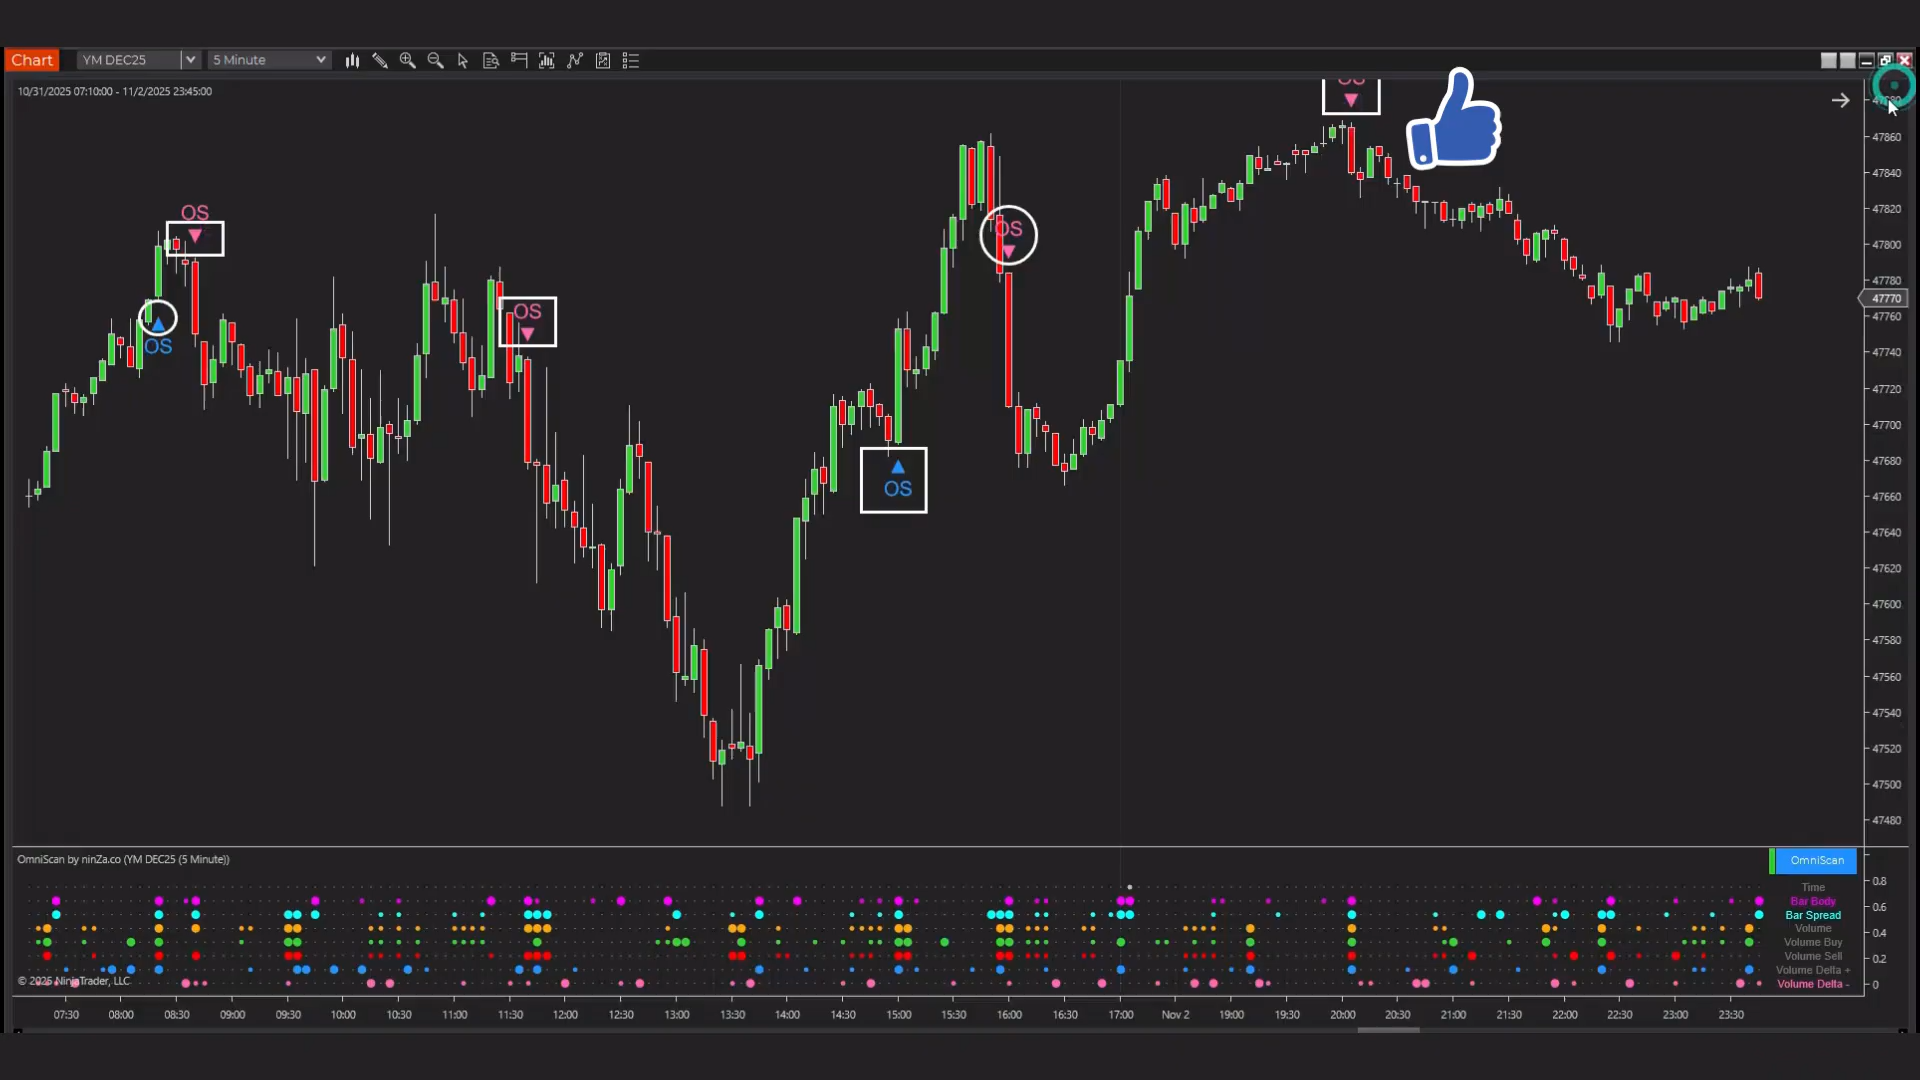 Chart
YM DEC25
5 Minute
10/31/2025 07:10:00 - 11/2/2025 23:45:00
OS
47860
47840
47820
OS
OS
47800
47780
47770
47760
OS
OS
47740
47720
47700
47680
OS
47660
47640
47620
47600
47580
47560
47540
47520
47500
47480
OmniScan by ninZa.co (YM DEC25 (5 Minute))
OmniScan
Time
0.8
Bar Body
0.6
Bar Spread
Volume
0.4
Volume Buy
Volume Sell
0.2
Volume Delta +
Volume Delta -
0
© 2025 NinjaTrader, LLC
07:30 08:00 08:30 09:00 09:30 10:00 10:30 11:00 11:30 12:00 12:30 13:00 13:30 14:00 14:30 15:00 15:30 16:00 16:30 17:00 Nov 2 19:00 19:30 20:00 20:30 21:00 21:30 22:00 22:30 23:00 23:30